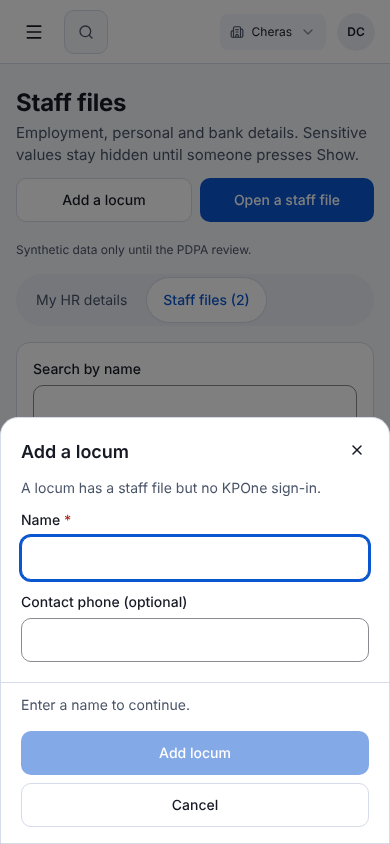 Cheras
DC
Staff files
Employment, personal and bank details. Sensitive
values stay hidden until someone presses Show.
Add a locum
Open a staff file
Synthetic data only until the PDPA review.
My HR details
Staff files (2)
Search by name
Add a locum
A locum has a staff file but no KPOne sign-in.
Name *
Contact phone (optional)
Enter a name to continue.
Add locum
Cancel